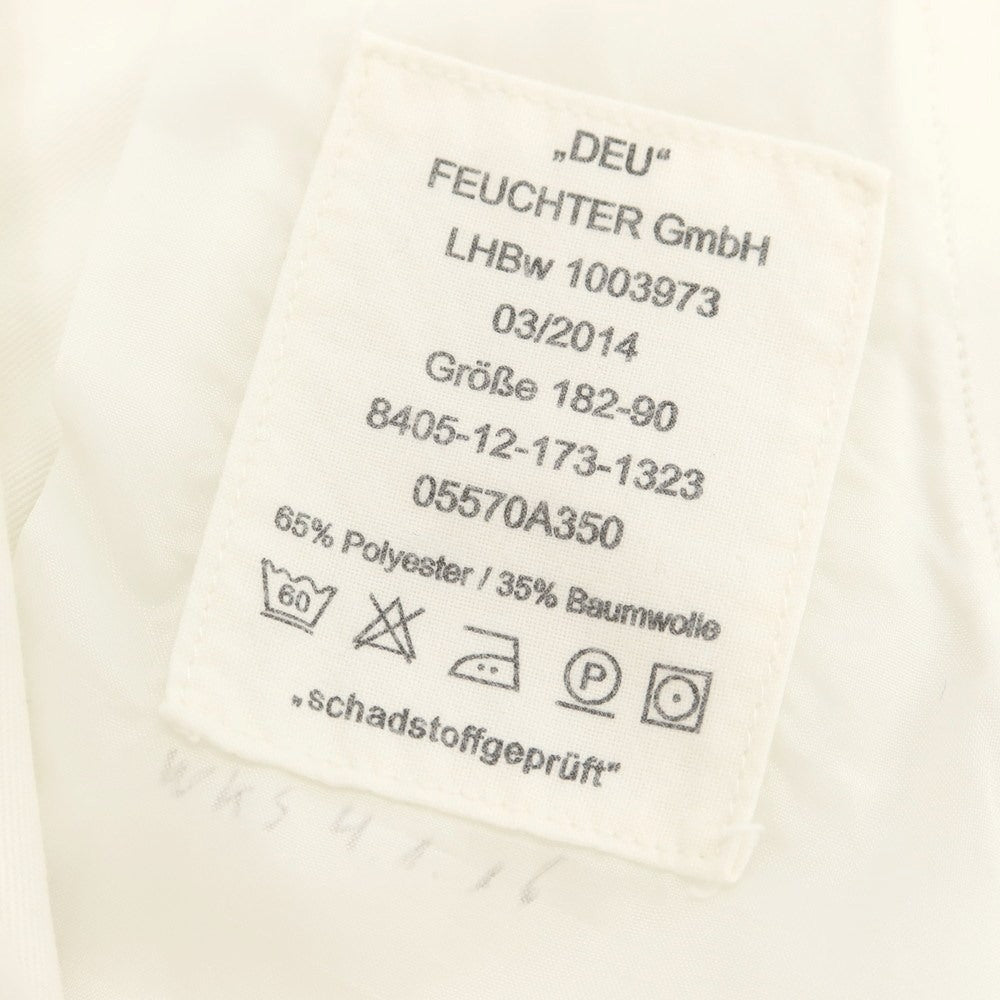 „DEU“
FEUCHTER GmbH
LHBw 1003973
03/2014
Größe 182-90
8405-12-173-1323
05570A350
65% Polyester / 35% Baumwolle
60
P
„schadstoffgeprüft“
WKS